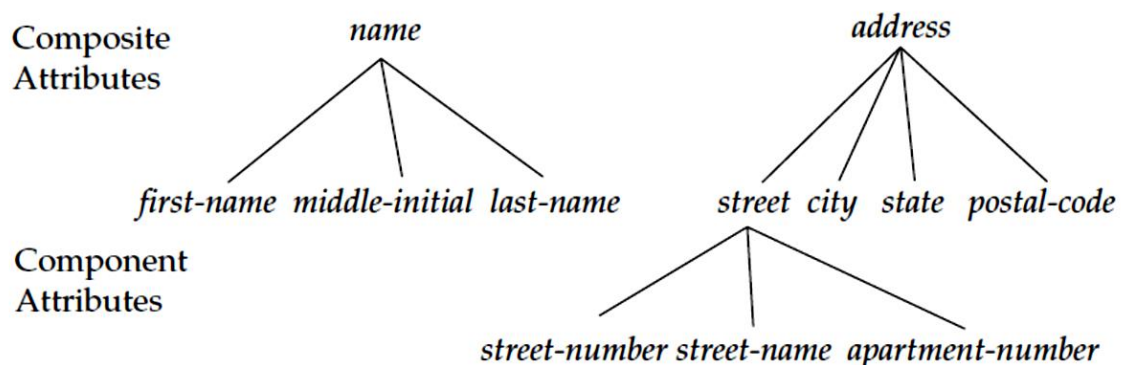 Composite
Attributes
name
address
first-name middle-initial last-name
street city state postal-code
Component
Attributes
street-number street-name apartment-number